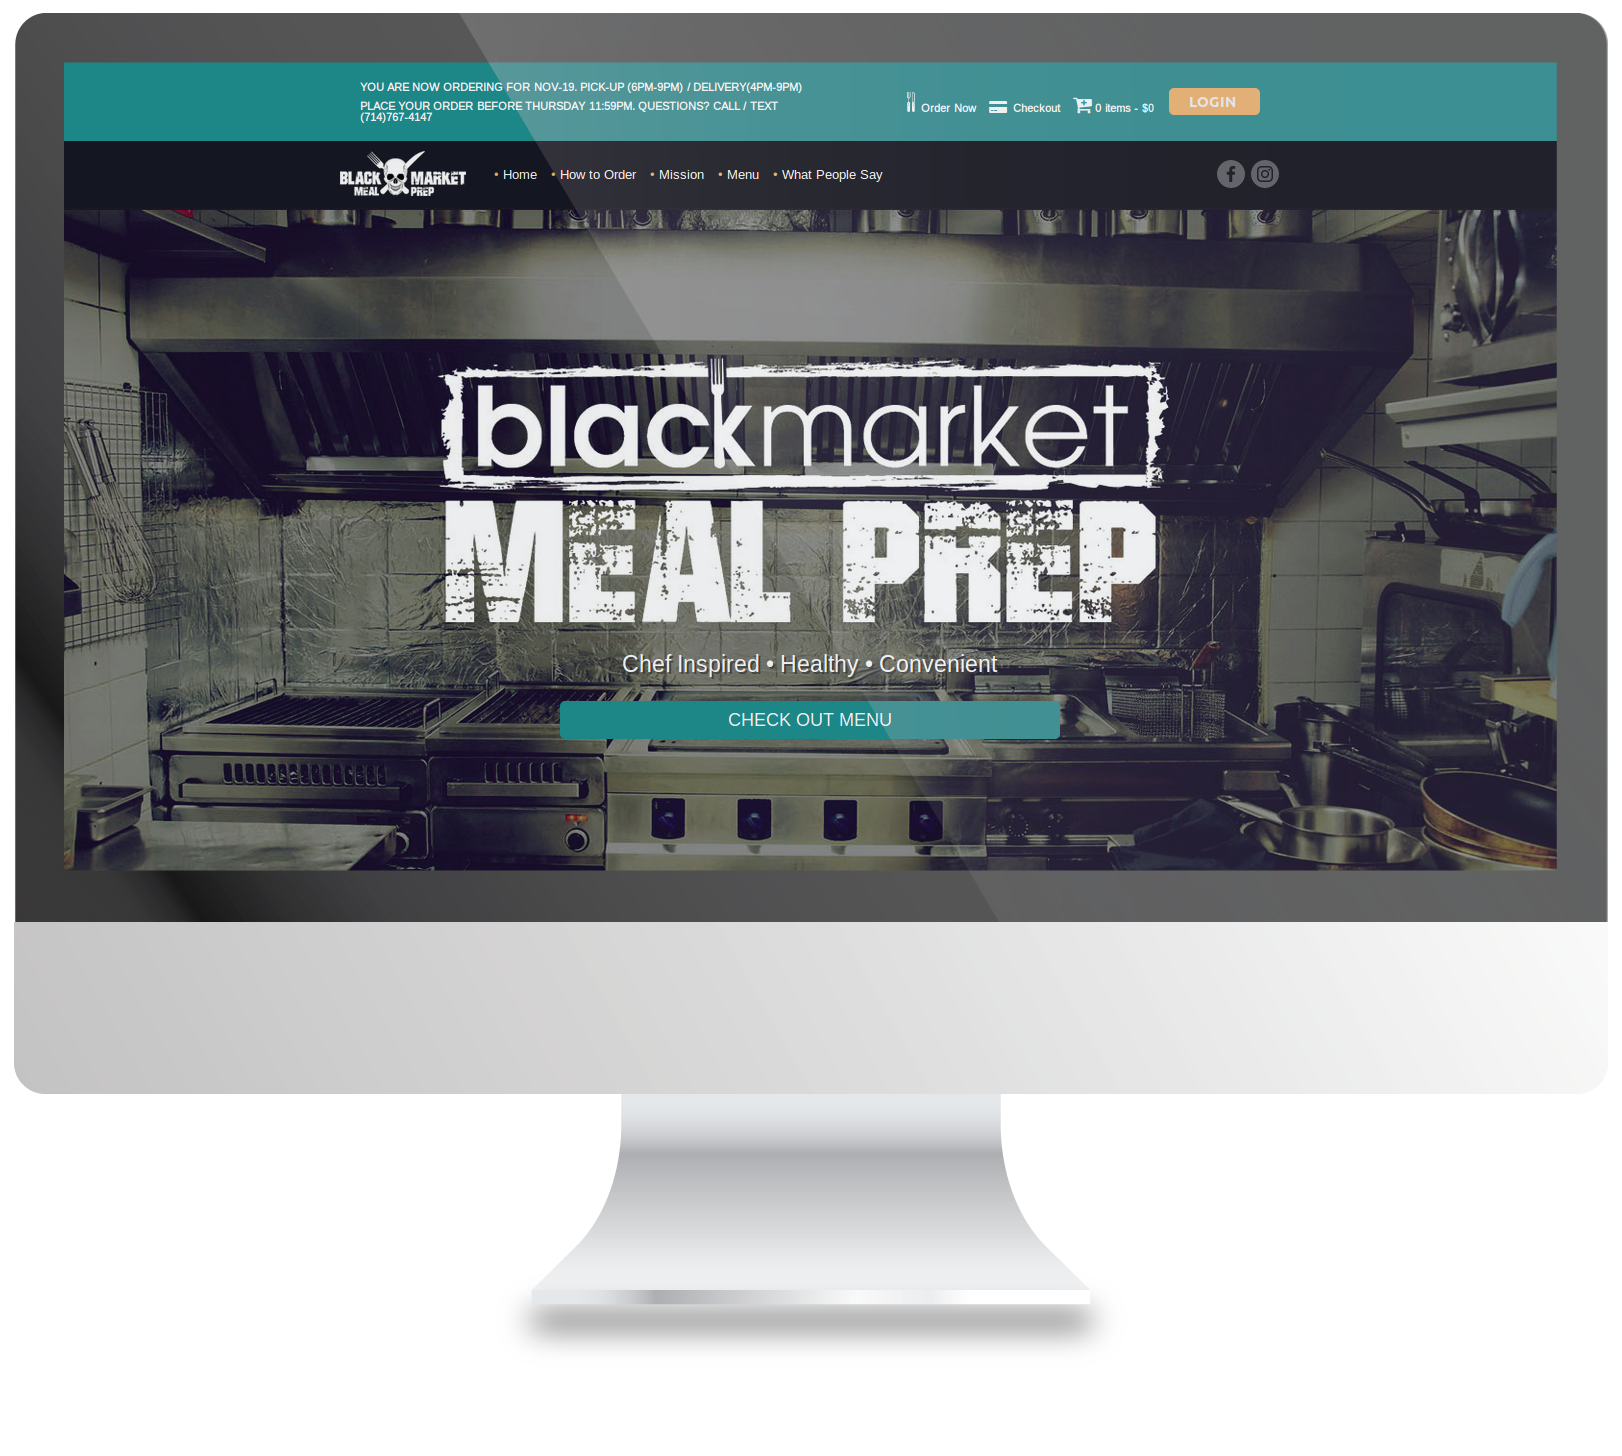 YOU ARE NOW ORDERING FOR NOV-19. PICK-UP (6PM-9PM) / DELIVERY(4PM-9PM)
PLACE YOUR ORDER BEFORE THURSDAY 11:59PM. QUESTIONS? CALL / TEXT
(714)767-4147
Order Now
Checkout
0 items - $0
LOGIN
BLACK MARKET
MEAL PREP
• Home • How to Order • Mission • Menu • What People Say
blackmarket
MEAL PREP
Chef Inspired • Healthy • Convenient
CHECK OUT MENU